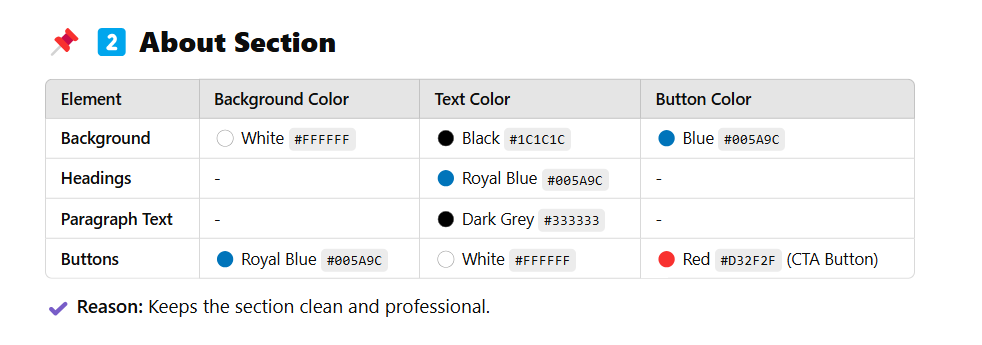 2 About Section
Element Background Color Text Color Button Color
Background White #FFFFFF Black #1C1C1C Blue #005A9C
Headings - Royal Blue #005A9C -
Paragraph Text - Dark Grey #333333 -
Buttons Royal Blue #005A9C White #FFFFFF Red #D32F2F (CTA Button)
Reason: Keeps the section clean and professional.